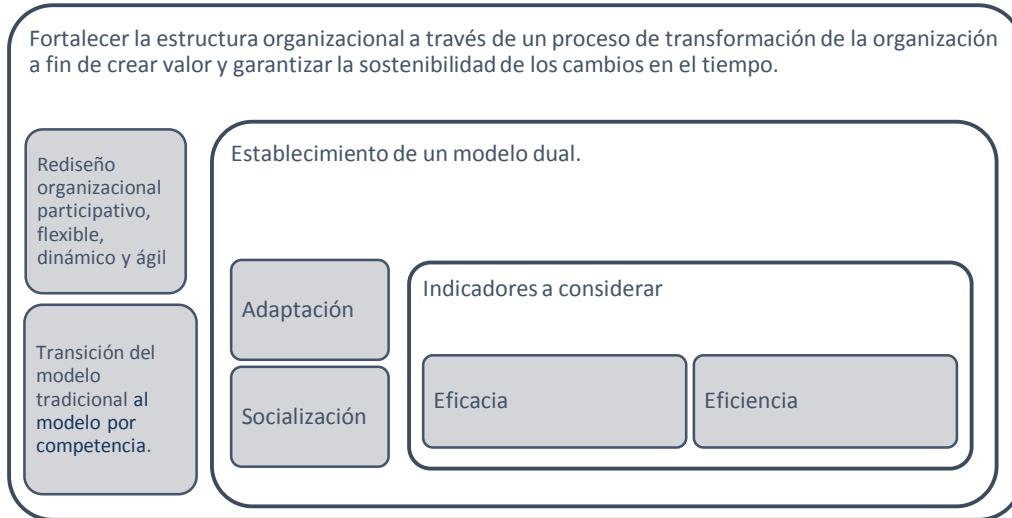 Fortalecer la estructura organizacional a través de un proceso de transformación de la organización
a fin de crear valor y garantizar la sostenibilidad de los cambios en el tiempo.
Rediseño
organizacional
participativo,
flexible,
dinámico y ágil
Transición del
modelo
tradicional al
modelo por
competencia.
Establecimiento de un modelo dual.
Adaptación
Socialización
Indicadores a considerar
Eficacia
Eficiencia